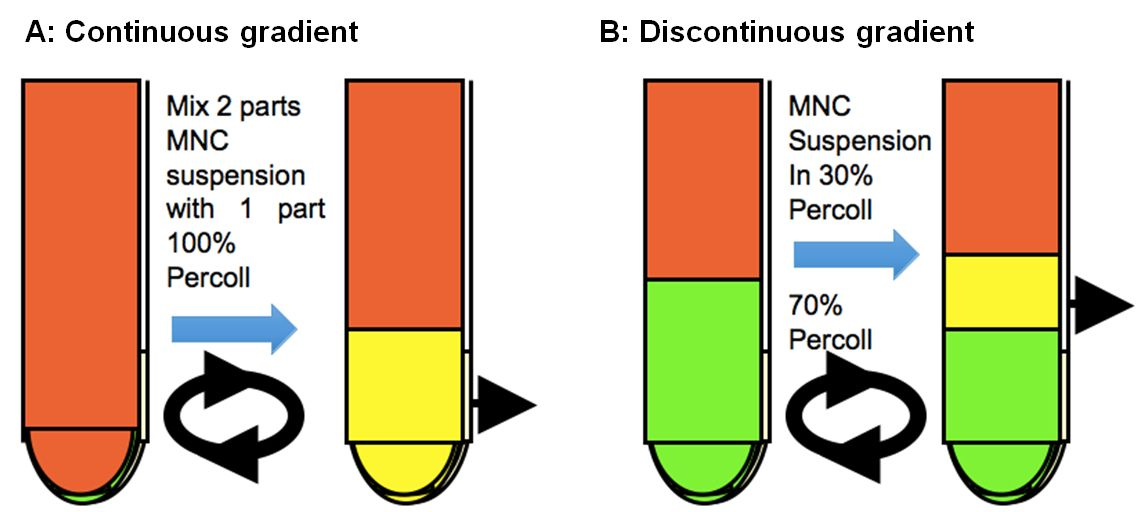 A: Continuous gradient
B: Discontinuous gradient
Mix 2 parts
MNC
suspension
with 1 part
100%
Percoll
MNC
Suspension
In 30%
Percoll
70%
Percoll